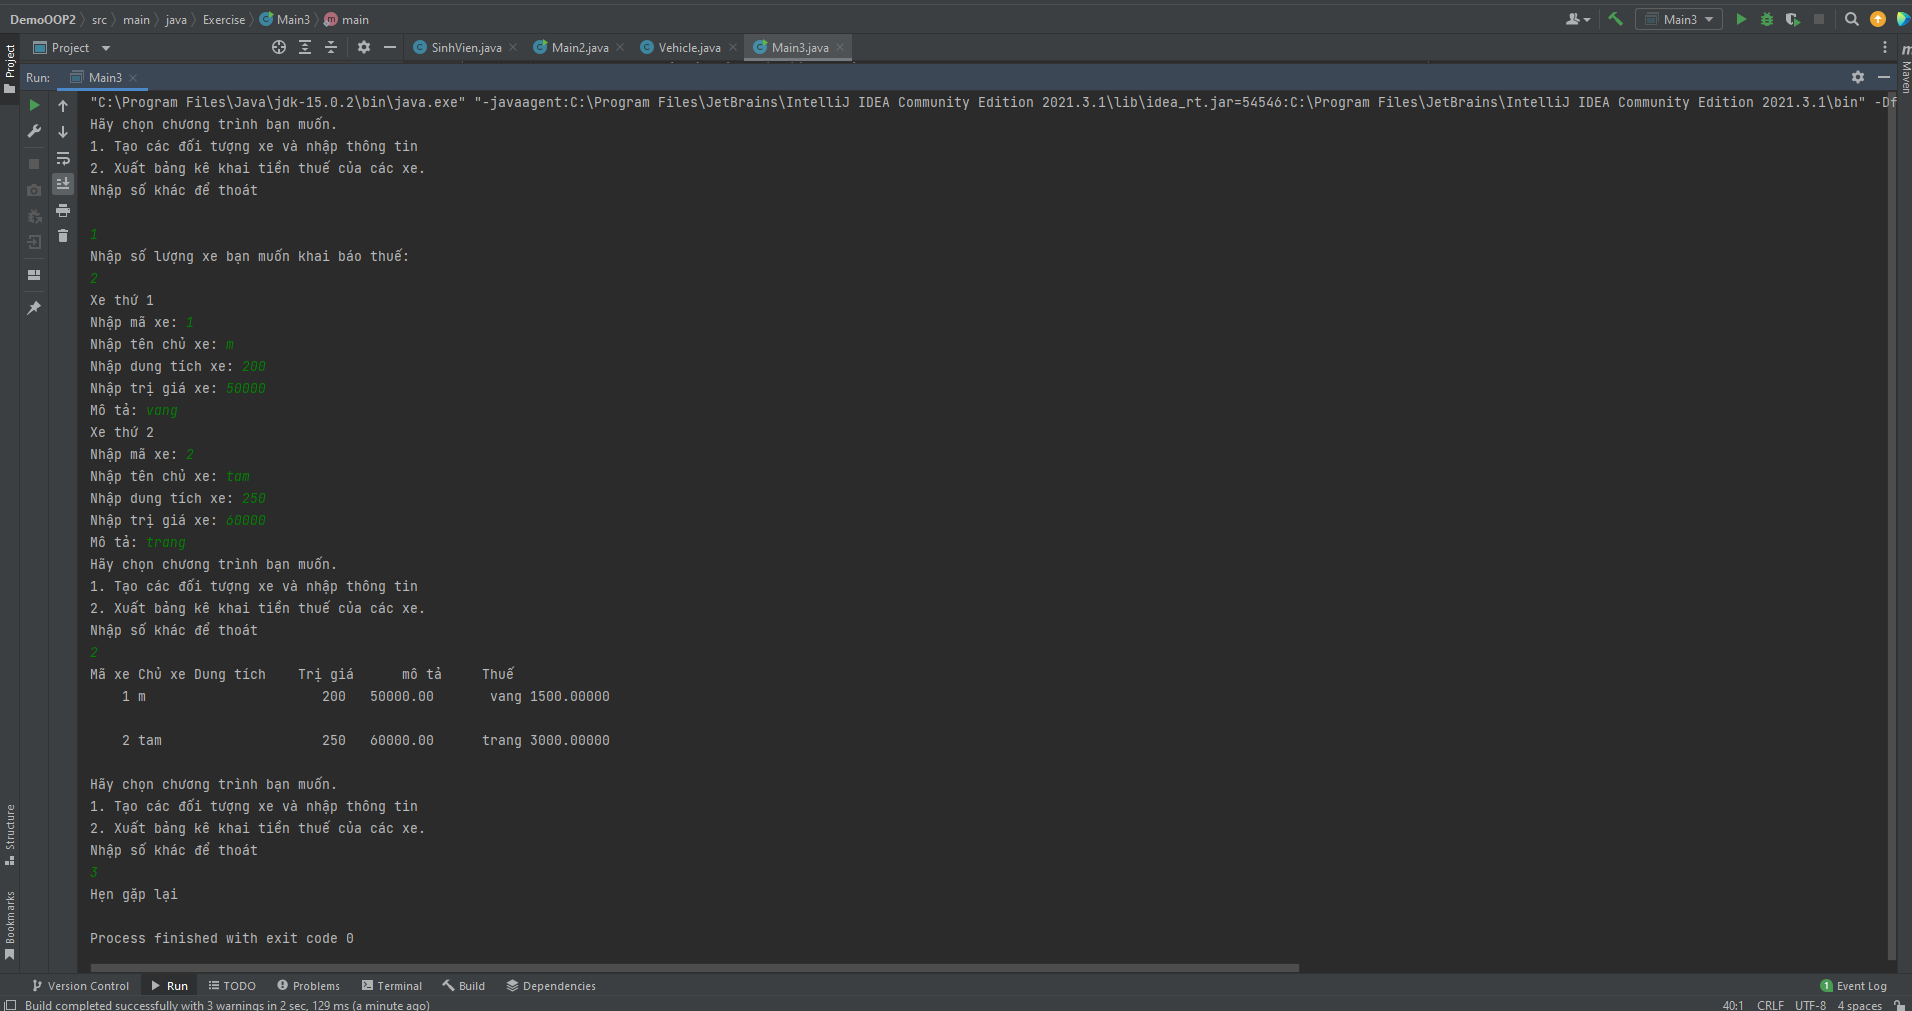 DemoOOP2 src main java Exercise Main3 main
Main3
Project
SinhVien.java Main2.java Vehicle.java Main3.java
Project
Maven
Run: Main3
"C:\Program Files\Java\jdk-15.0.2\bin\java.exe" "-javaagent:C:\Program Files\JetBrains\IntelliJ IDEA Community Edition 2021.3.1\lib\idea_rt.jar=54546:C:\Program Files\JetBrains\IntelliJ IDEA Community Edition 2021.3.1\bin" -Df
Hãy chọn chương trình bạn muốn.
1. Tạo các đối tượng xe và nhập thông tin
2. Xuất bảng kê khai tiền thuế của các xe.
Nhập số khác để thoát
1
Nhập số lượng xe bạn muốn khai báo thuế:
2
Xe thứ 1
Nhập mã xe: 1
Nhập tên chủ xe: m
Nhập dung tích xe: 200
Nhập trị giá xe: 50000
Mô tả: vang
Xe thứ 2
Nhập mã xe: 2
Nhập tên chủ xe: tam
Nhập dung tích xe: 250
Nhập trị giá xe: 60000
Mô tả: trang
Hãy chọn chương trình bạn muốn.
1. Tạo các đối tượng xe và nhập thông tin
2. Xuất bảng kê khai tiền thuế của các xe.
Nhập số khác để thoát
2
Mã xe Chủ xe Dung tích Trị giá mô tả Thuế
1 m 200 50000.00 vang 1500.00000
2 tam 250 60000.00 trang 3000.00000
Hãy chọn chương trình bạn muốn.
1. Tạo các đối tượng xe và nhập thông tin
2. Xuất bảng kê khai tiền thuế của các xe.
Nhập số khác để thoát
3
Hẹn gặp lại
Process finished with exit code 0
Structure
Bookmarks
Version Control Run TODO Problems Terminal Build Dependencies
1 Event Log
Build completed successfully with 3 warnings in 2 sec, 129 ms (a minute ago)
40:1 CRLF UTF-8 4 spaces